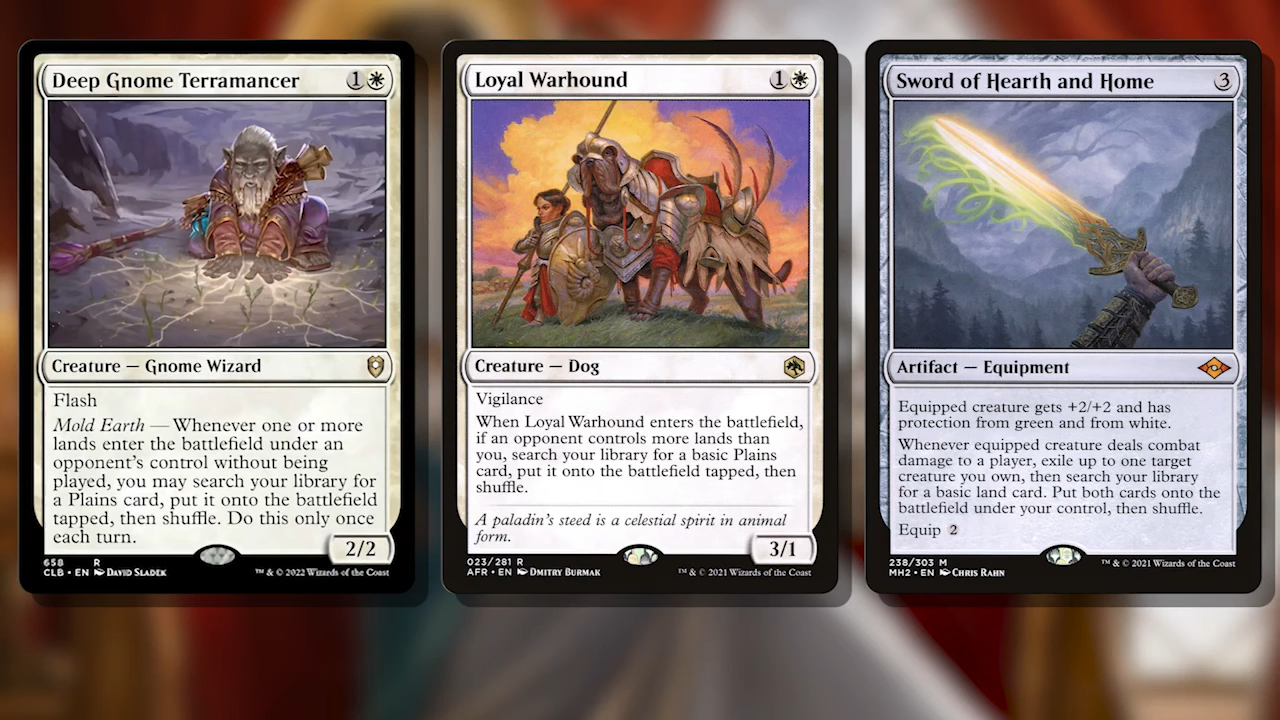 Deep Gnome Terramancer 1
Creature — Gnome Wizard
Flash
Mold Earth — Whenever one or more
lands enter the battlefield under an
opponent's control without being
played, you may search your library for
a Plains card, put it onto the battlefield
tapped, then shuffle. Do this only once
each turn.
2/2
658 R
CLB • EN David Sladek
™ & © 2022 Wizards of the Coast
Loyal Warhound 1
Creature — Dog
Vigilance
When Loyal Warhound enters the battlefield,
if an opponent controls more lands than
you, search your library for a basic Plains
card, put it onto the battlefield tapped, then
shuffle.
A paladin's steed is a celestial spirit in animal
form.
3/1
023/281 R
AFR • EN Dmitry Burmak
™ & © 2021 Wizards of the Coast
Sword of Hearth and Home 3
Artifact — Equipment
Equipped creature gets +2/+2 and has
protection from green and from white.
Whenever equipped creature deals combat
damage to a player, exile up to one target
creature you own, then search your library
for a basic land card. Put both cards onto the
battlefield under your control, then shuffle.
Equip 2
238/303 M
MH2 • EN Chris Rahn
™ & © 2021 Wizards of the Coast